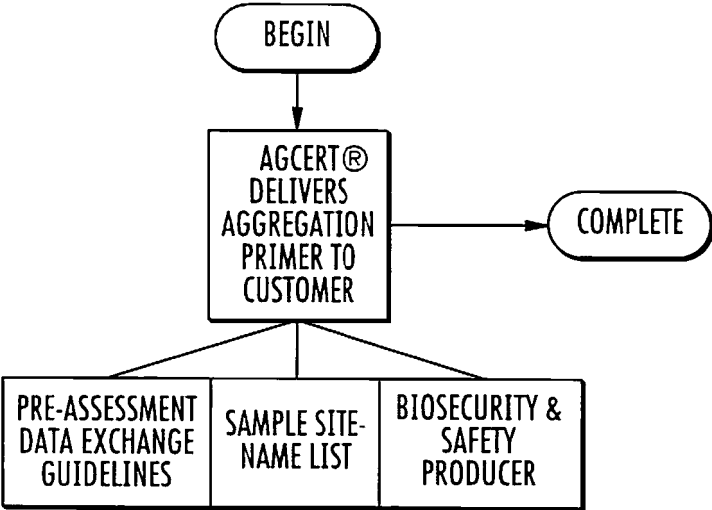 BEGIN
AGCERT®
DELIVERS
AGGREGATION
PRIMER TO
CUSTOMER
COMPLETE
PRE-ASSESSMENT
DATA EXCHANGE
GUIDELINES
SAMPLE SITE-
NAME LIST
BIOSECURITY &
SAFETY
PRODUCER